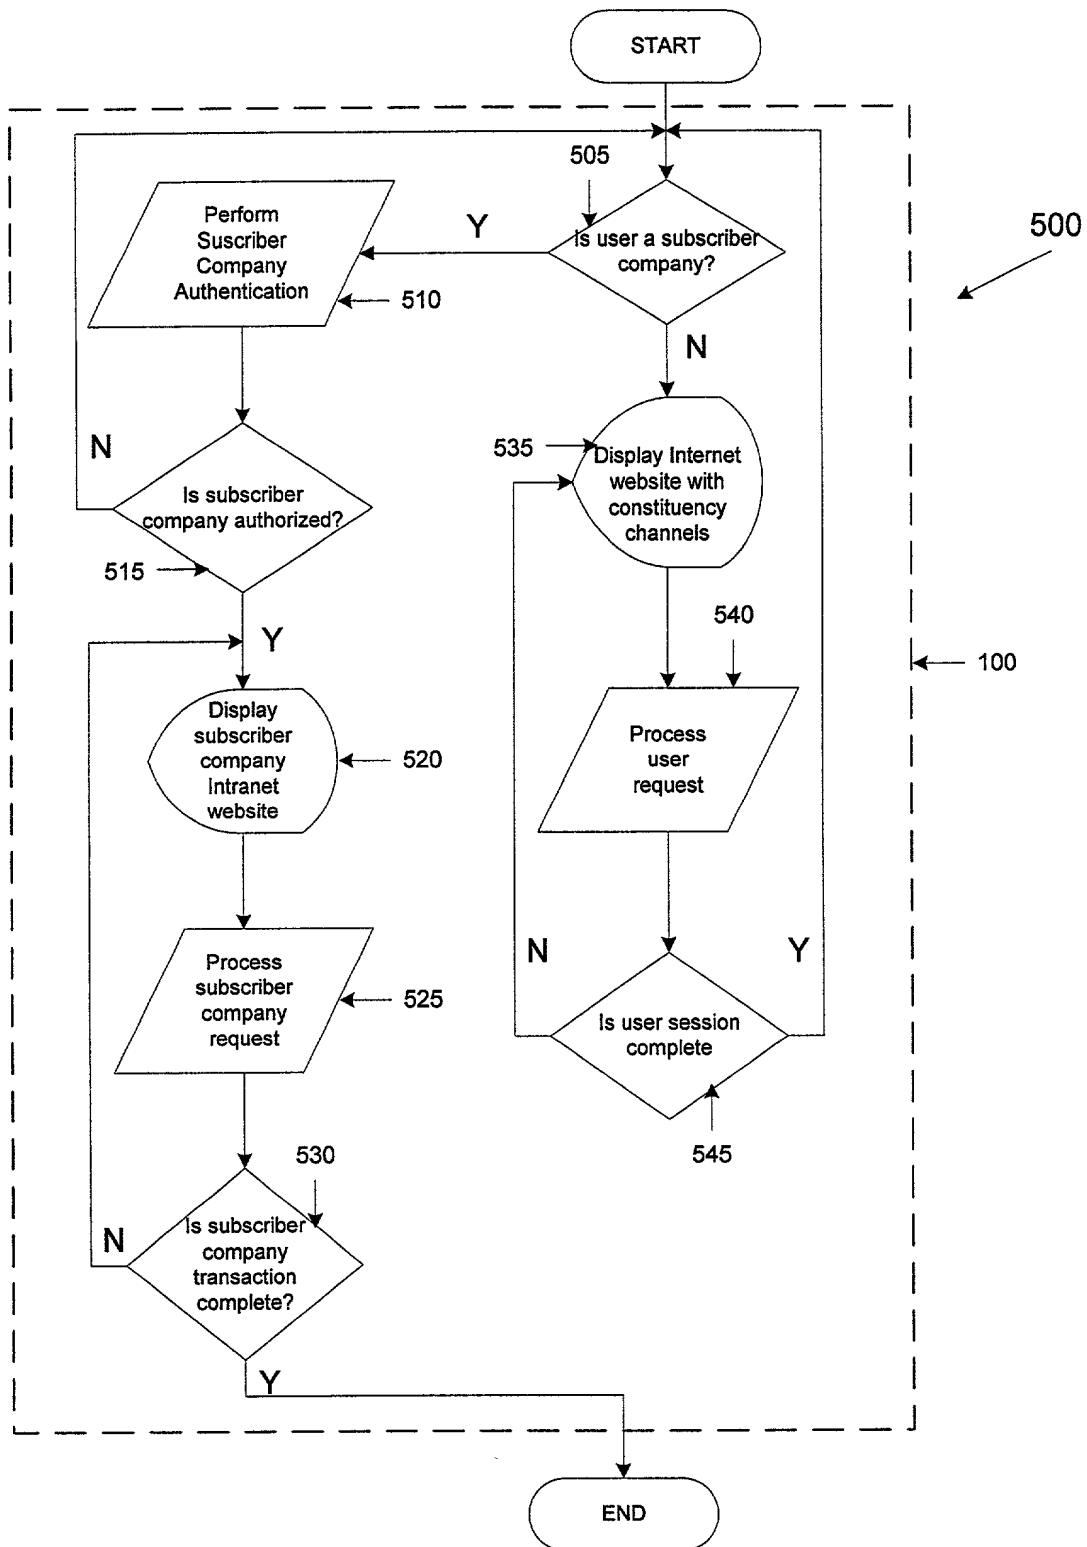 START
505
Y
500
Perform
Suscriber
Company
Authentication
Is user a subscriber
company?
510
N
N
535
Display Internet
website with
constituency
channels
Is subscriber
company authorized?
515
540
Y
100
Display
subscriber
company
Intranet
website
520
Process
user
request
N
Y
Process
subscriber
company
request
525
Is user session
complete
530
545
N
Is subscriber
company
transaction
complete?
Y
END